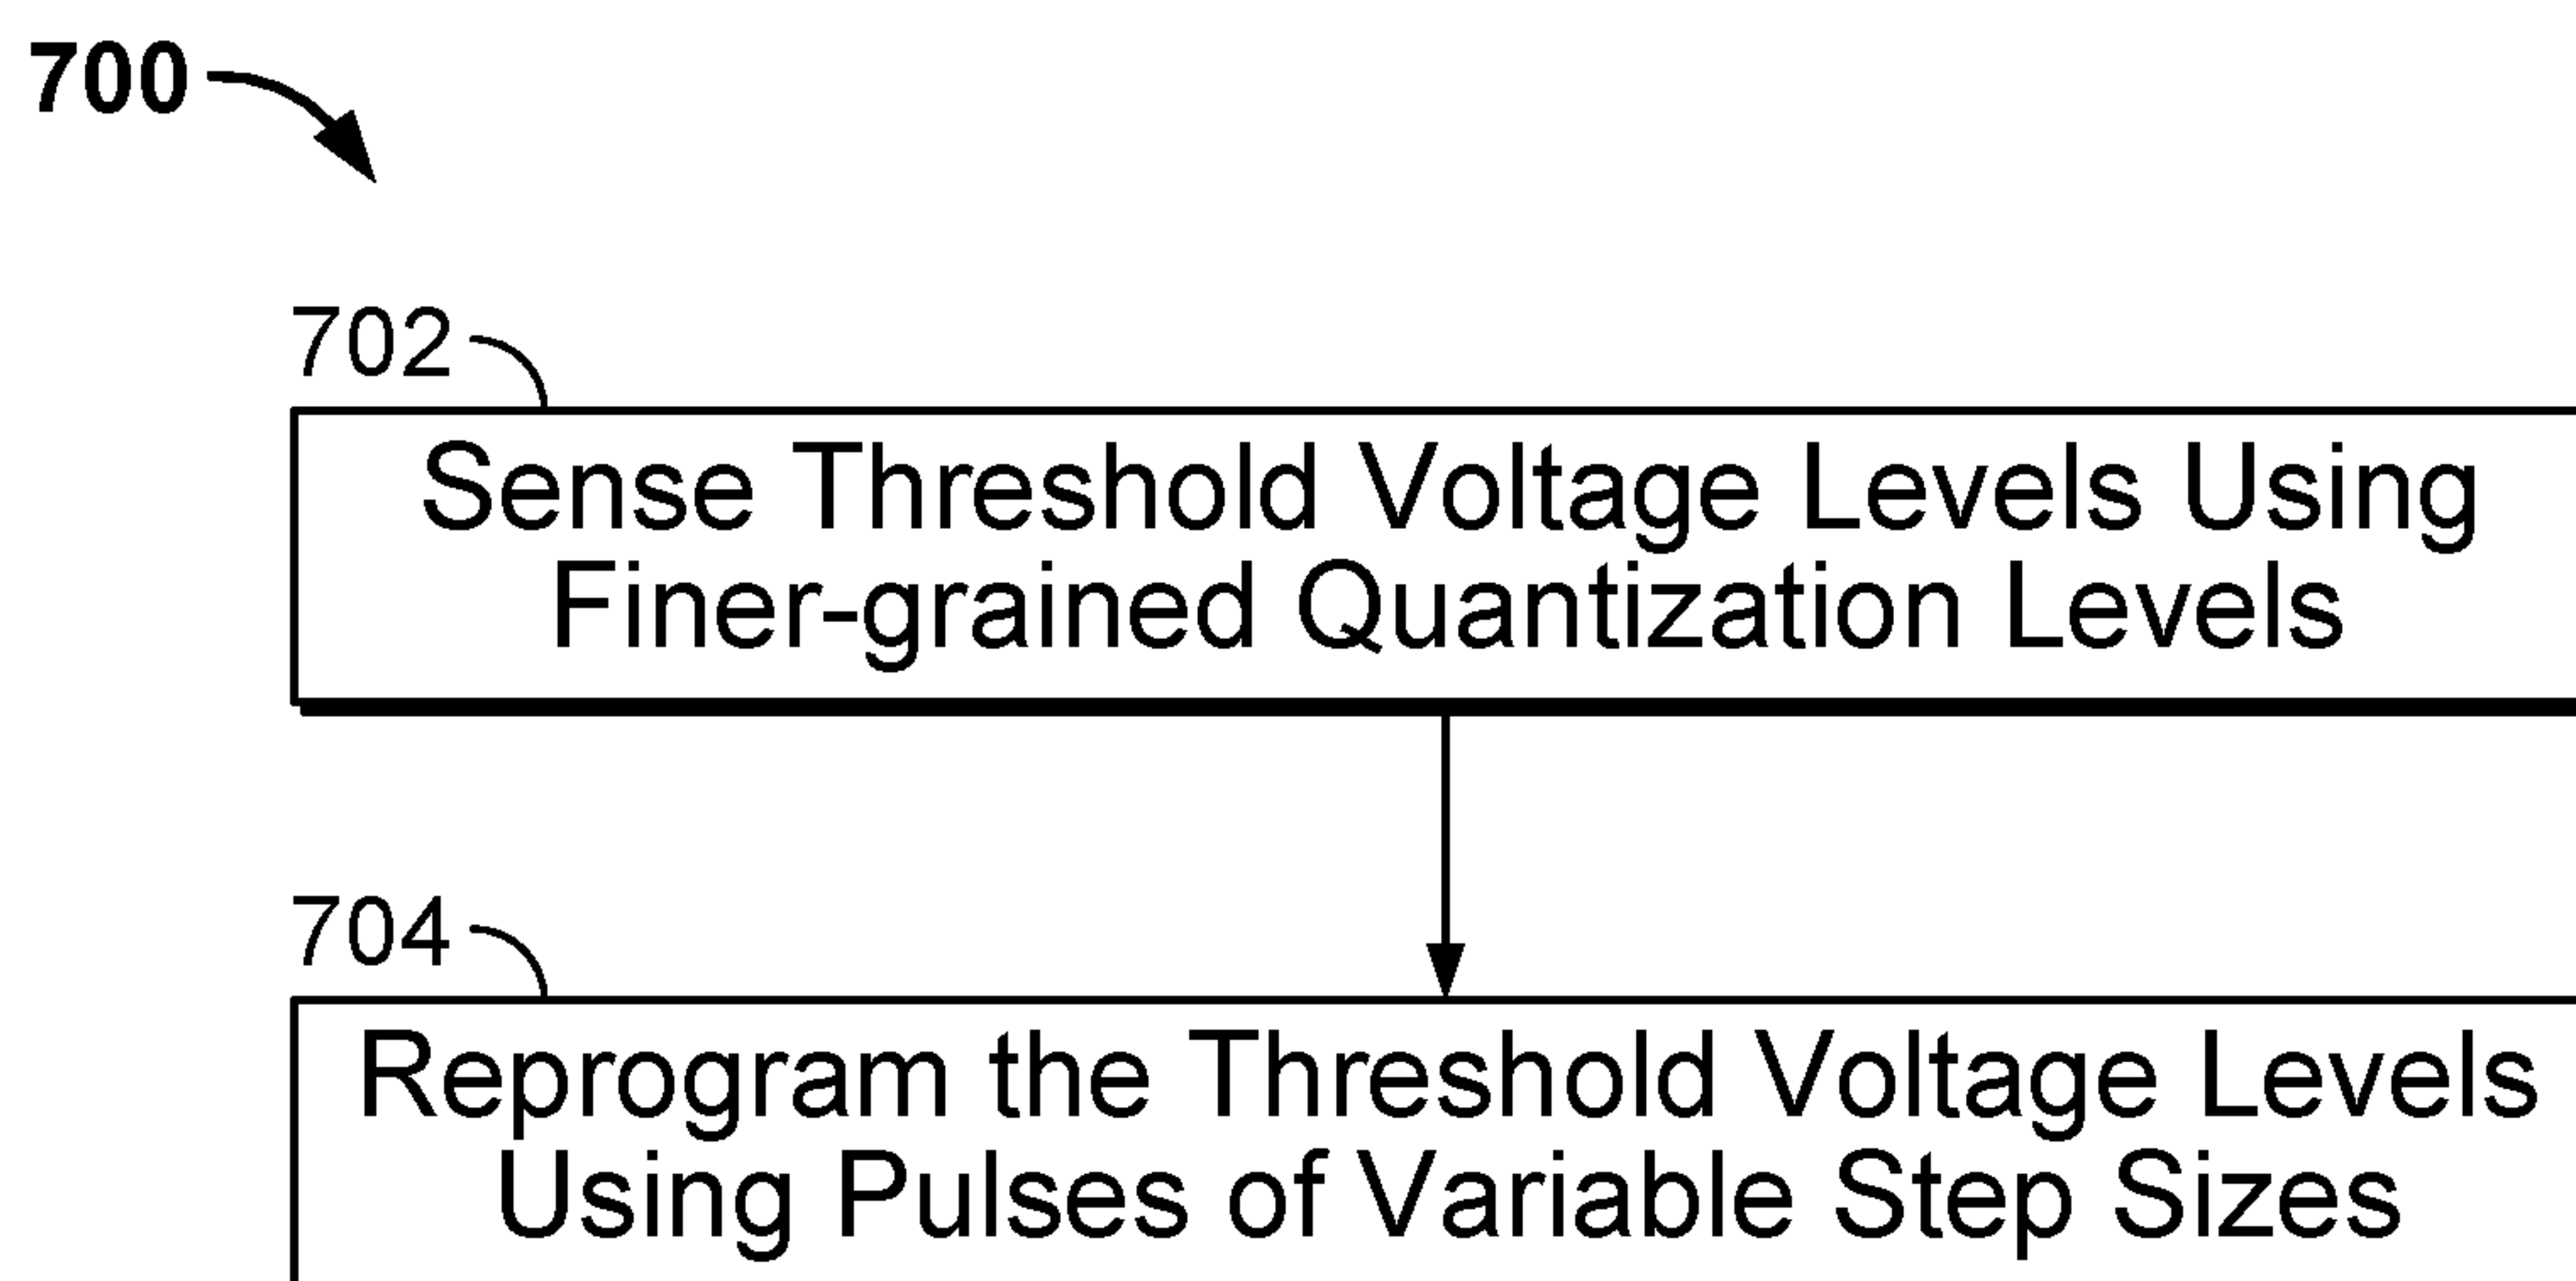 700
702
Sense Threshold Voltage Levels Using
Finer-grained Quantization Levels
704
Reprogram the Threshold Voltage Levels
Using Pulses of Variable Step Sizes